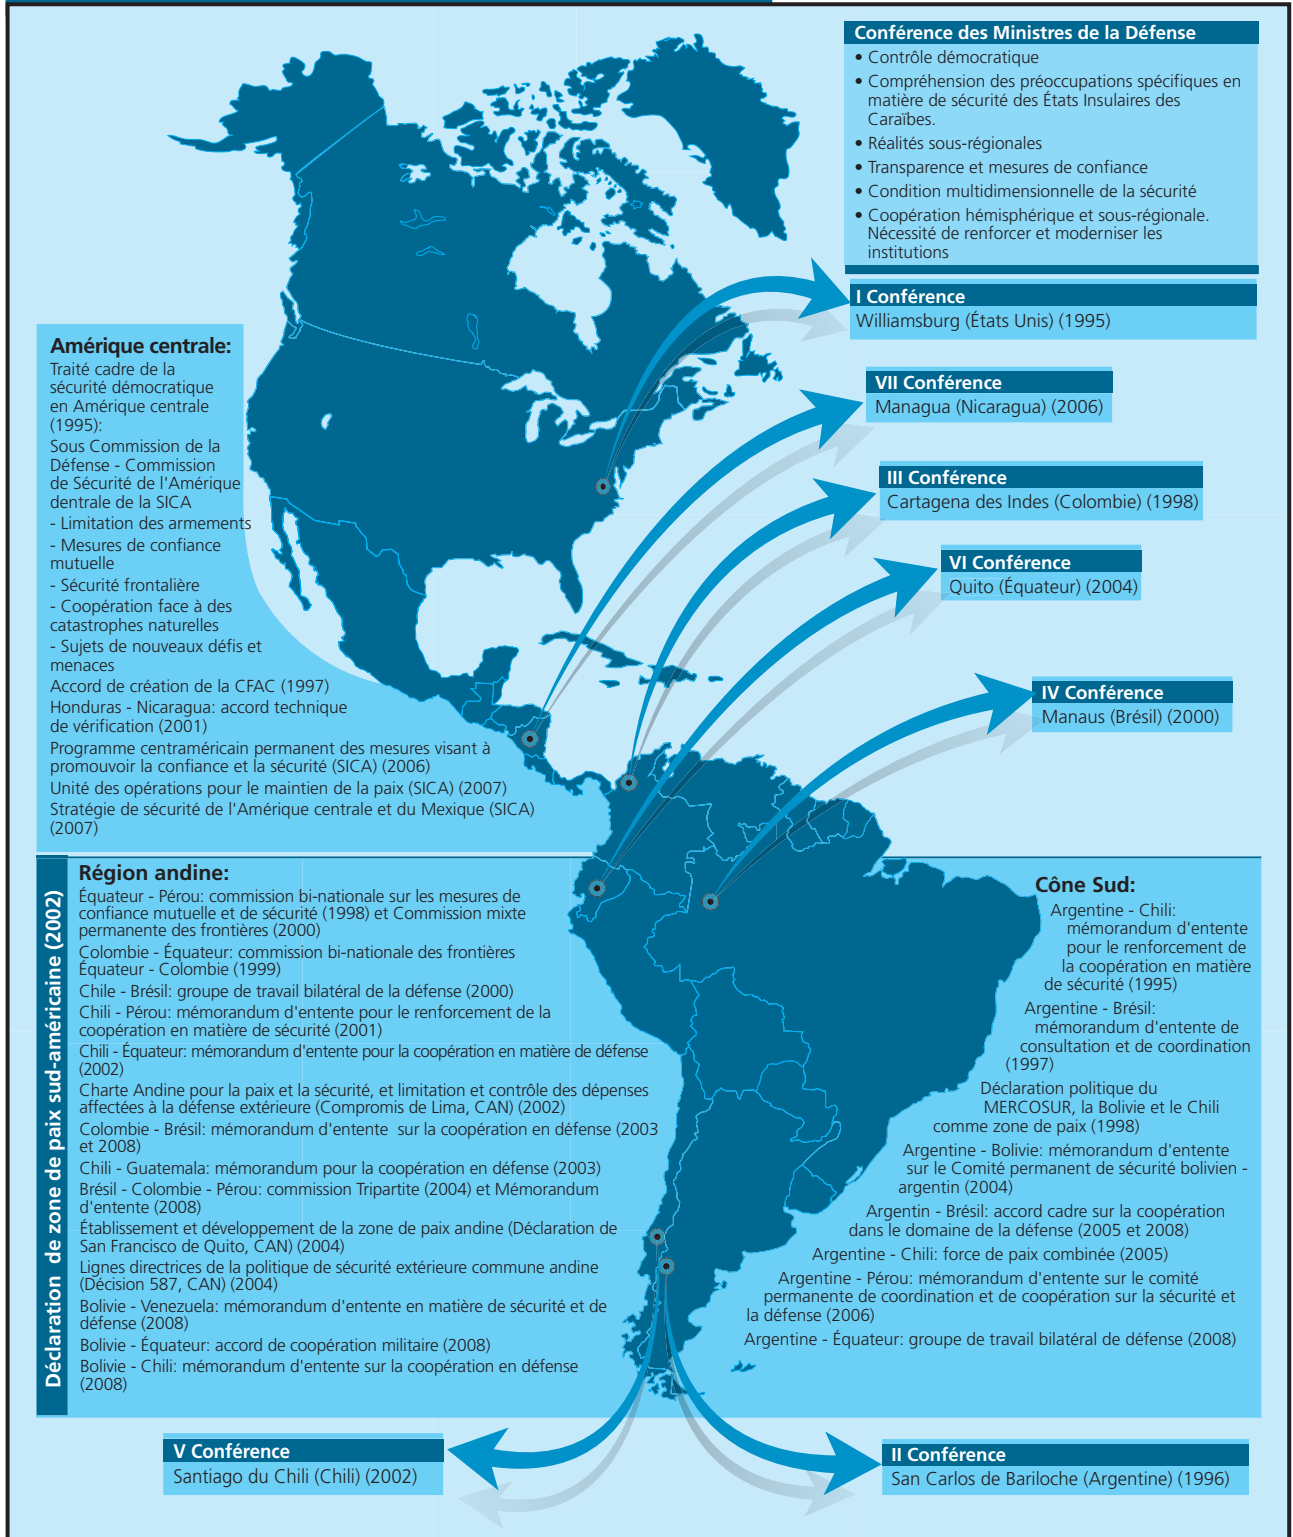 Conférence des Ministres de la Défense
• Contrôle démocratique
• Compréhension des préoccupations spécifiques en
matière de sécurité des États Insulaires des
Caraïbes.
• Réalités sous-régionales
• Transparence et mesures de confiance
• Condition multidimensionnelle de la sécurité
• Coopération hémisphérique et sous-régionale.
Nécessité de renforcer et moderniser les
institutions
I Conférence
Williamsburg (États Unis) (1995)
VII Conférence
Managua (Nicaragua) (2006)
III Conférence
Cartagena des Indes (Colombie) (1998)
VI Conférence
Quito (Équateur) (2004)
IV Conférence
Manaus (Brésil) (2000)
Amérique centrale:
Traité cadre de la
sécurité démocratique
en Amérique centrale
(1995):
Sous Commission de la
Défense - Commission
de Sécurité de l'Amérique
dentrale de la SICA
- Limitation des armements
- Mesures de confiance
mutuelle
- Sécurité frontalière
- Coopération face à des
catastrophes naturelles
- Sujets de nouveaux défis et
menaces
Accord de création de la CFAC (1997)
Honduras - Nicaragua: accord technique
de vérification (2001)
Programme centraméricain permanent des mesures visant à
promouvoir la confiance et la sécurité (SICA) (2006)
Unité des opérations pour le maintien de la paix (SICA) (2007)
Stratégie de sécurité de l'Amérique centrale et du Mexique (SICA)
(2007)
Déclaration de zone de paix sud-américaine (2002)
Région andine:
Équateur - Pérou: commission bi-nationale sur les mesures de
confiance mutuelle et de sécurité (1998) et Commission mixte
permanente des frontières (2000)
Colombie - Équateur: commission bi-nationale des frontières
Équateur - Colombie (1999)
Chile - Brésil: groupe de travail bilatéral de la défense (2000)
Chili - Pérou: mémorandum d'entente pour le renforcement de la
coopération en matière de sécurité (2001)
Chili - Équateur: mémorandum d'entente pour la coopération en matière de défense
(2002)
Charte Andine pour la paix et la sécurité, et limitation et contrôle des dépenses
affectées à la défense extérieure (Compromis de Lima, CAN) (2002)
Colombie - Brésil: mémorandum d'entente sur la coopération en défense (2003
et 2008)
Chili - Guatemala: mémorandum pour la coopération en défense (2003)
Brésil - Colombie - Pérou: commission Tripartite (2004) et Mémorandum
d'entente (2008)
Établissement et développement de la zone de paix andine (Déclaration de
San Francisco de Quito, CAN) (2004)
Lignes directrices de la politique de sécurité extérieure commune andine
(Décision 587, CAN) (2004)
Bolivie - Venezuela: mémorandum d'entente en matière de sécurité et de
défense (2008)
Bolivie - Équateur: accord de coopération militaire (2008)
Bolivie - Chili: mémorandum d'entente sur la coopération en défense
(2008)
Cône Sud:
Argentine - Chili:
mémorandum d'entente
pour le renforcement de
la coopération en matière
de sécurité (1995)
Argentine - Brésil:
mémorandum d'entente de
consultation et de coordination
(1997)
Déclaration politique du
MERCOSUR, la Bolivie et le Chili
comme zone de paix (1998)
Argentine - Bolivie: mémorandum d'entente
sur le Comité permanent de sécurité bolivien -
argentin (2004)
Argentin - Brésil: accord cadre sur la coopération
dans le domaine de la défense (2005 et 2008)
Argentine - Chili: force de paix combinée (2005)
Argentine - Pérou: mémorandum d'entente sur le comité
permanente de coordination et de coopération sur la sécurité et
la défense (2006)
Argentine - Équateur: groupe de travail bilatéral de défense (2008)
V Conférence
Santiago du Chili (Chili) (2002)
II Conférence
San Carlos de Bariloche (Argentine) (1996)